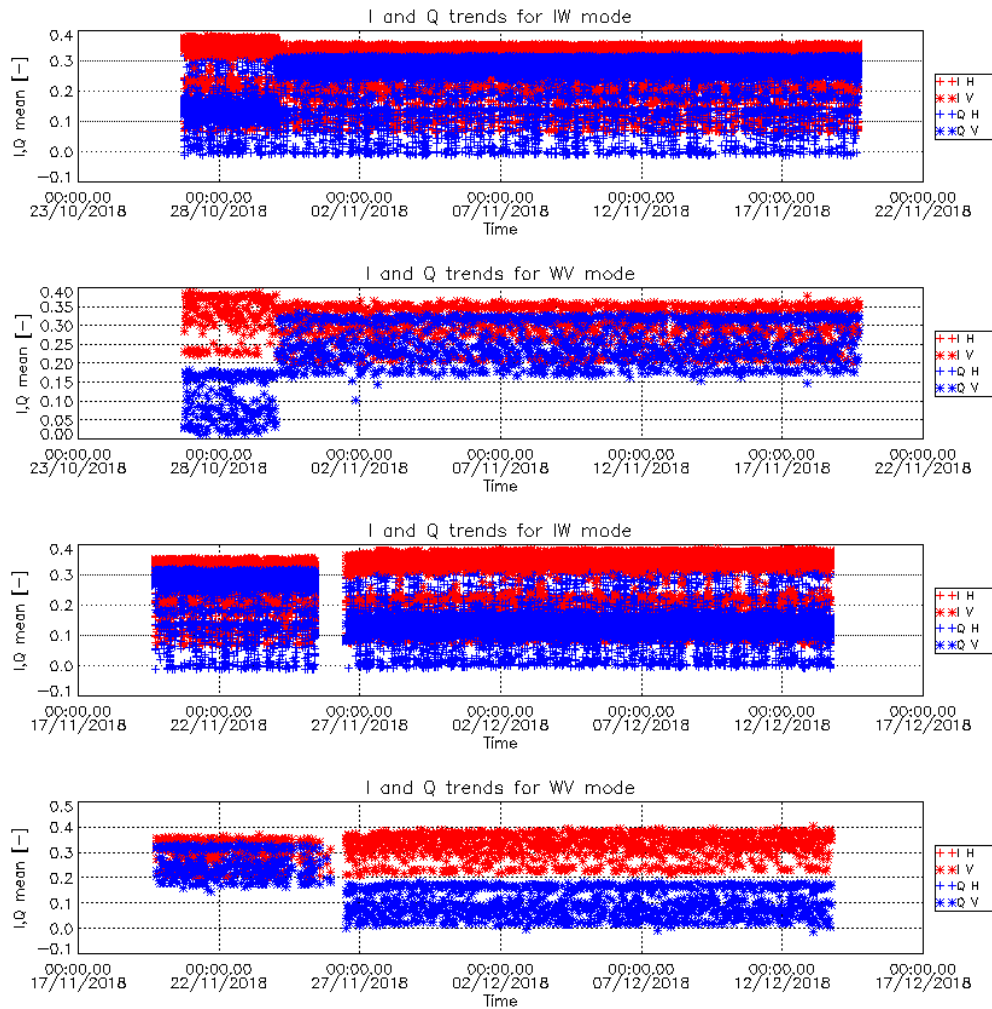 I and Q trends for IW mode
I,Q mean [-]
0.4
0.3
0.2
0.1
0.0
-0.1
00:00.00 00:00.00 00:00.00 00:00.00 00:00.00 00:00.00 00:00.00
23/10/2018 28/10/2018 02/11/2018 07/11/2018 12/11/2018 17/11/2018 22/11/2018
Time
I H
I V
Q H
Q V
I and Q trends for WV mode
I,Q mean [-]
0.40
0.35
0.30
0.25
0.20
0.15
0.10
0.05
0.00
00:00.00 00:00.00 00:00.00 00:00.00 00:00.00 00:00.00 00:00.00
23/10/2018 28/10/2018 02/11/2018 07/11/2018 12/11/2018 17/11/2018 22/11/2018
Time
I H
I V
Q H
Q V
I and Q trends for IW mode
I,Q mean [-]
0.4
0.3
0.2
0.1
0.0
-0.1
00:00.00 00:00.00 00:00.00 00:00.00 00:00.00 00:00.00 00:00.00
17/11/2018 22/11/2018 27/11/2018 02/12/2018 07/12/2018 12/12/2018 17/12/2018
Time
I H
I V
Q H
Q V
I and Q trends for WV mode
I,Q mean [-]
0.5
0.4
0.3
0.2
0.1
0.0
-0.1
00:00.00 00:00.00 00:00.00 00:00.00 00:00.00 00:00.00 00:00.00
17/11/2018 22/11/2018 27/11/2018 02/12/2018 07/12/2018 12/12/2018 17/12/2018
Time
I H
I V
Q H
Q V